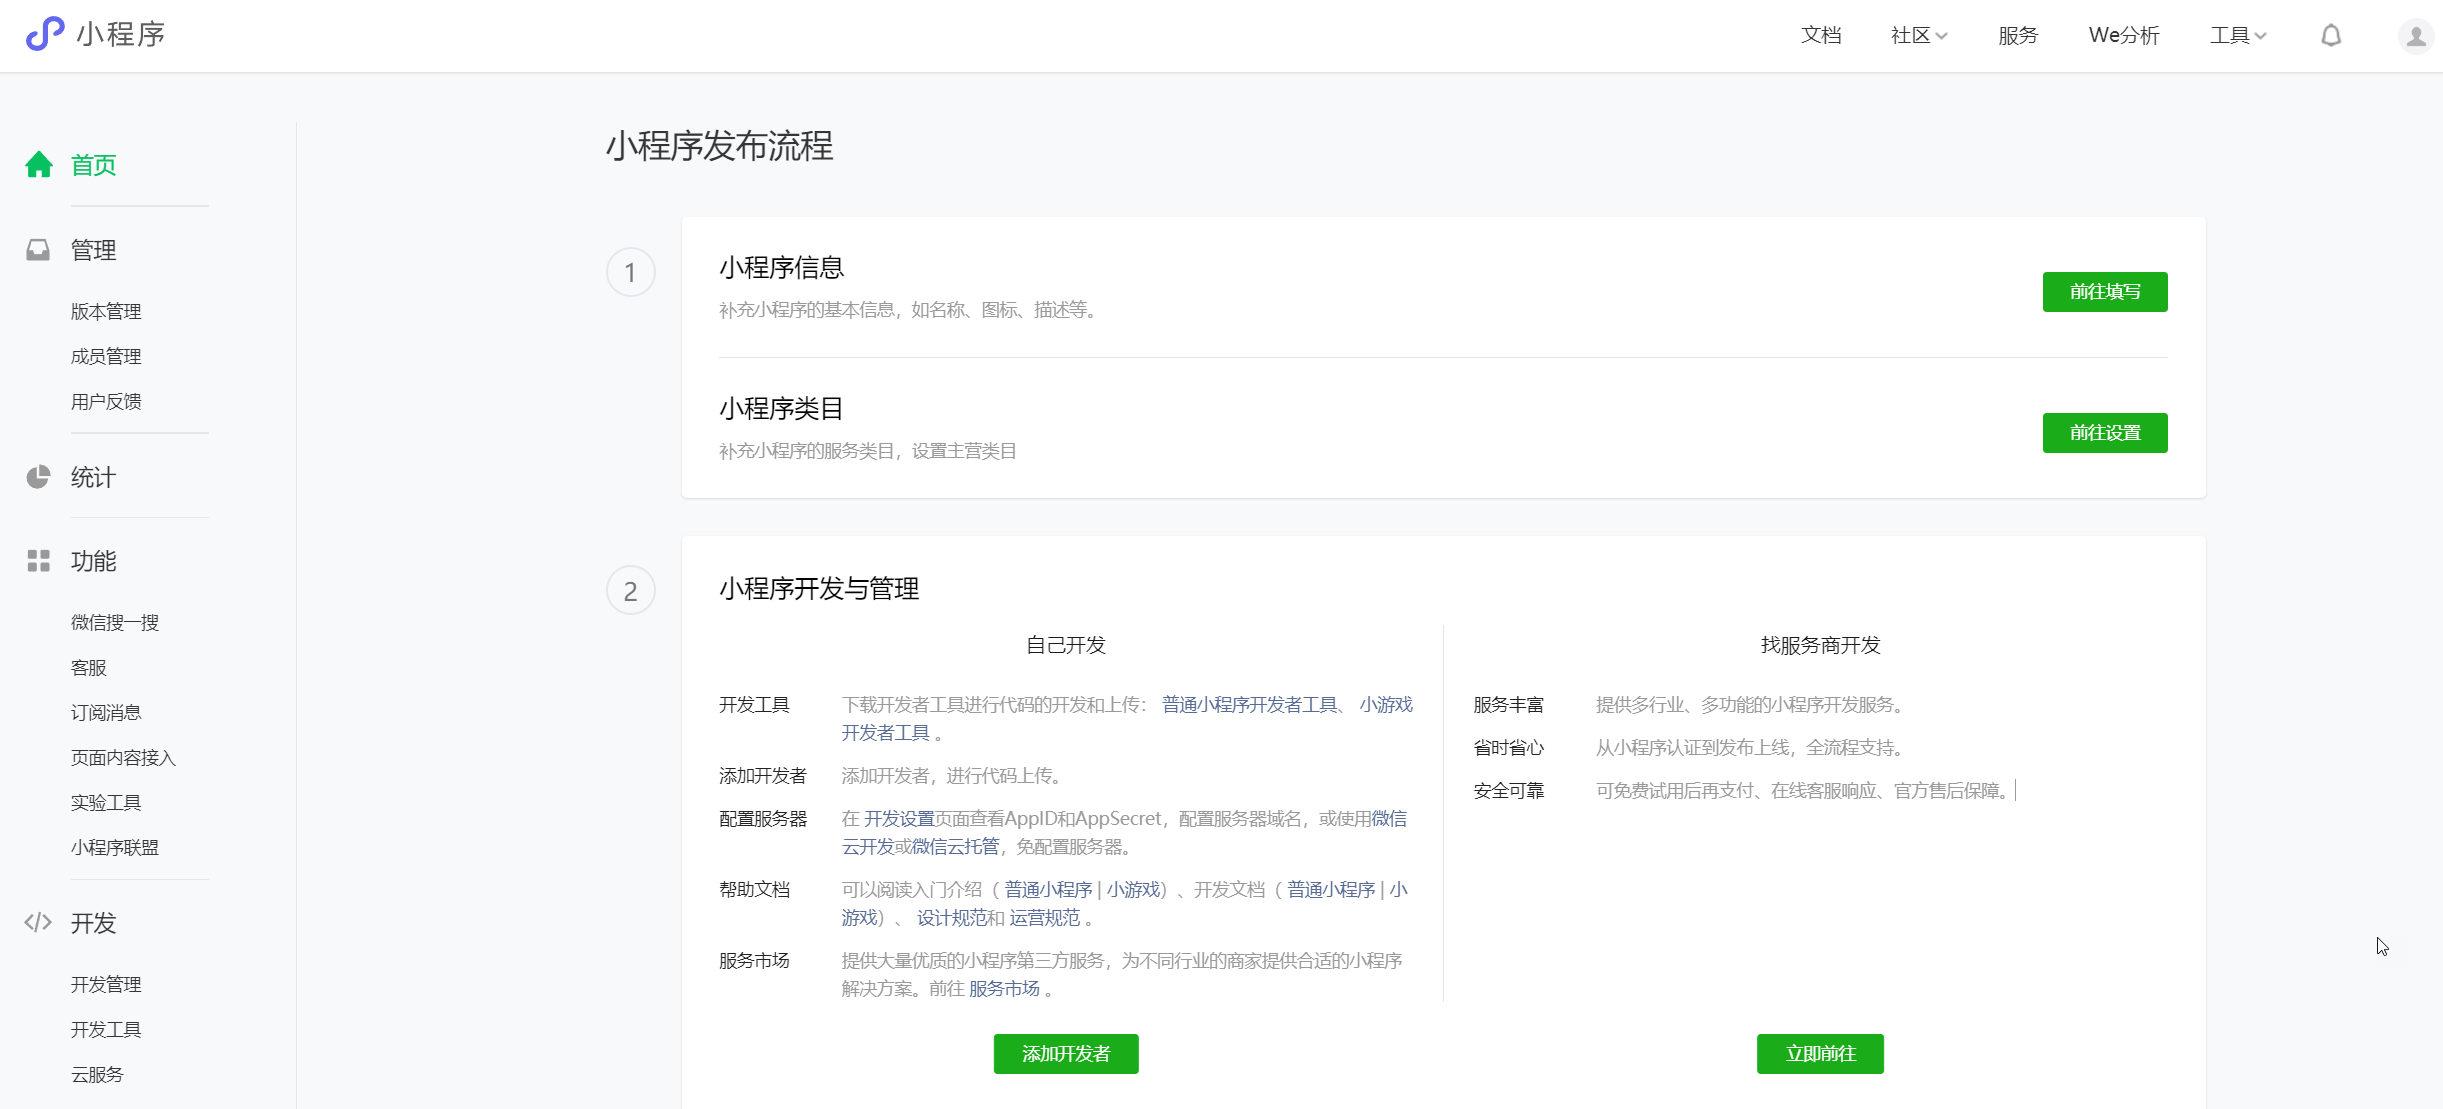 小程序
文档 社区 服务 We分析 工具
首页
管理
版本管理
成员管理
用户反馈
统计
功能
微信搜一搜
客服
订阅消息
页面内容接入
实验工具
小程序联盟
开发
开发管理
开发工具
云服务
小程序发布流程
1
小程序信息
补充小程序的基本信息，如名称、图标、描述等。
前往填写
小程序类目
补充小程序的服务类目，设置主营类目
前往设置
2
小程序开发与管理
自己开发
开发工具 下载开发者工具进行代码的开发和上传： 普通小程序开发者工具、 小游戏
开发者工具 。
添加开发者 添加开发者，进行代码上传。
配置服务器 在 开发设置页面查看AppID和AppSecret，配置服务器域名，或使用微信
云开发或微信云托管，免配置服务器。
帮助文档 可以阅读入门介绍（ 普通小程序 | 小游戏）、开发文档（ 普通小程序 | 小
游戏）、 设计规范和 运营规范 。
服务市场 提供大量优质的小程序第三方服务，为不同行业的商家提供合适的小程序
解决方案。前往 服务市场 。
添加开发者
找服务商开发
服务丰富 提供多行业、多功能的小程序开发服务。
省时省心 从小程序认证到发布上线，全流程支持。
安全可靠 可免费试用后再支付、在线客服响应、官方售后保障。
立即前往